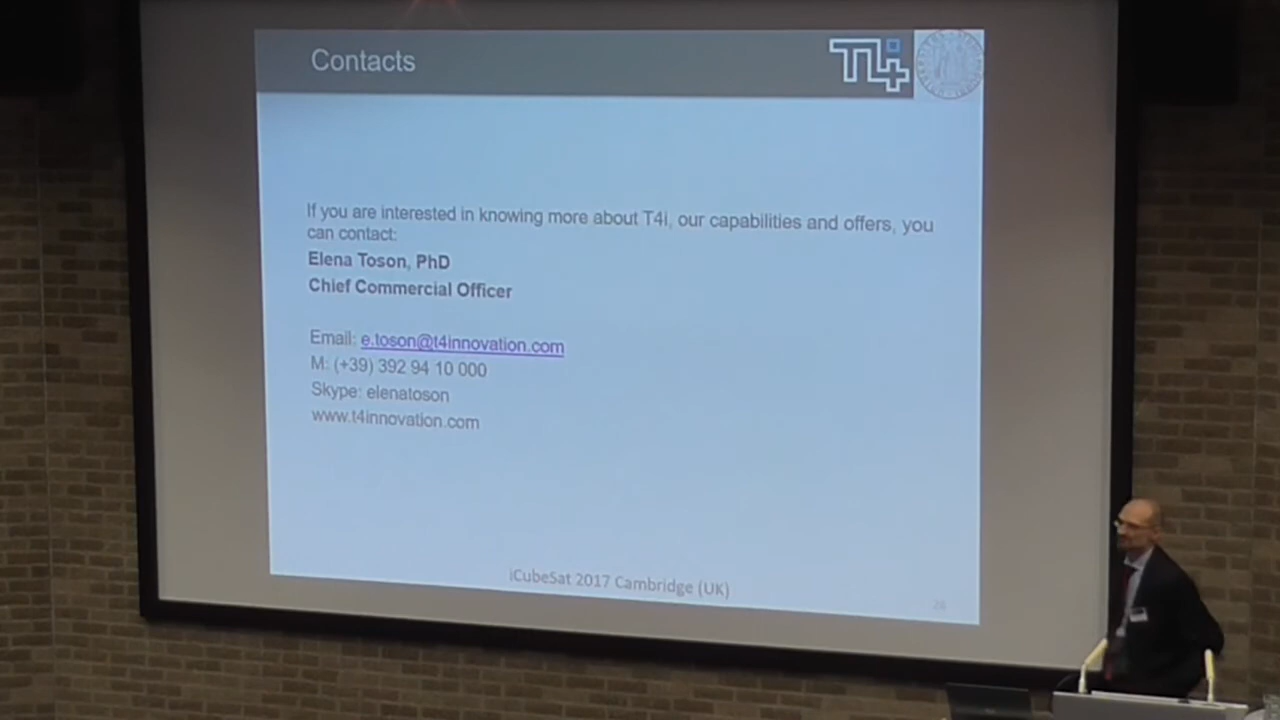 Contacts
T4i
If you are interested in knowing more about T4i, our capabilities and offers, you
can contact:
Elena Toson, PhD
Chief Commercial Officer
Email: e.toson@t4innovation.com
M: (+39) 392 94 10 000
Skype: elenatoson
www.t4innovation.com
iCubeSat 2017 Cambridge (UK)